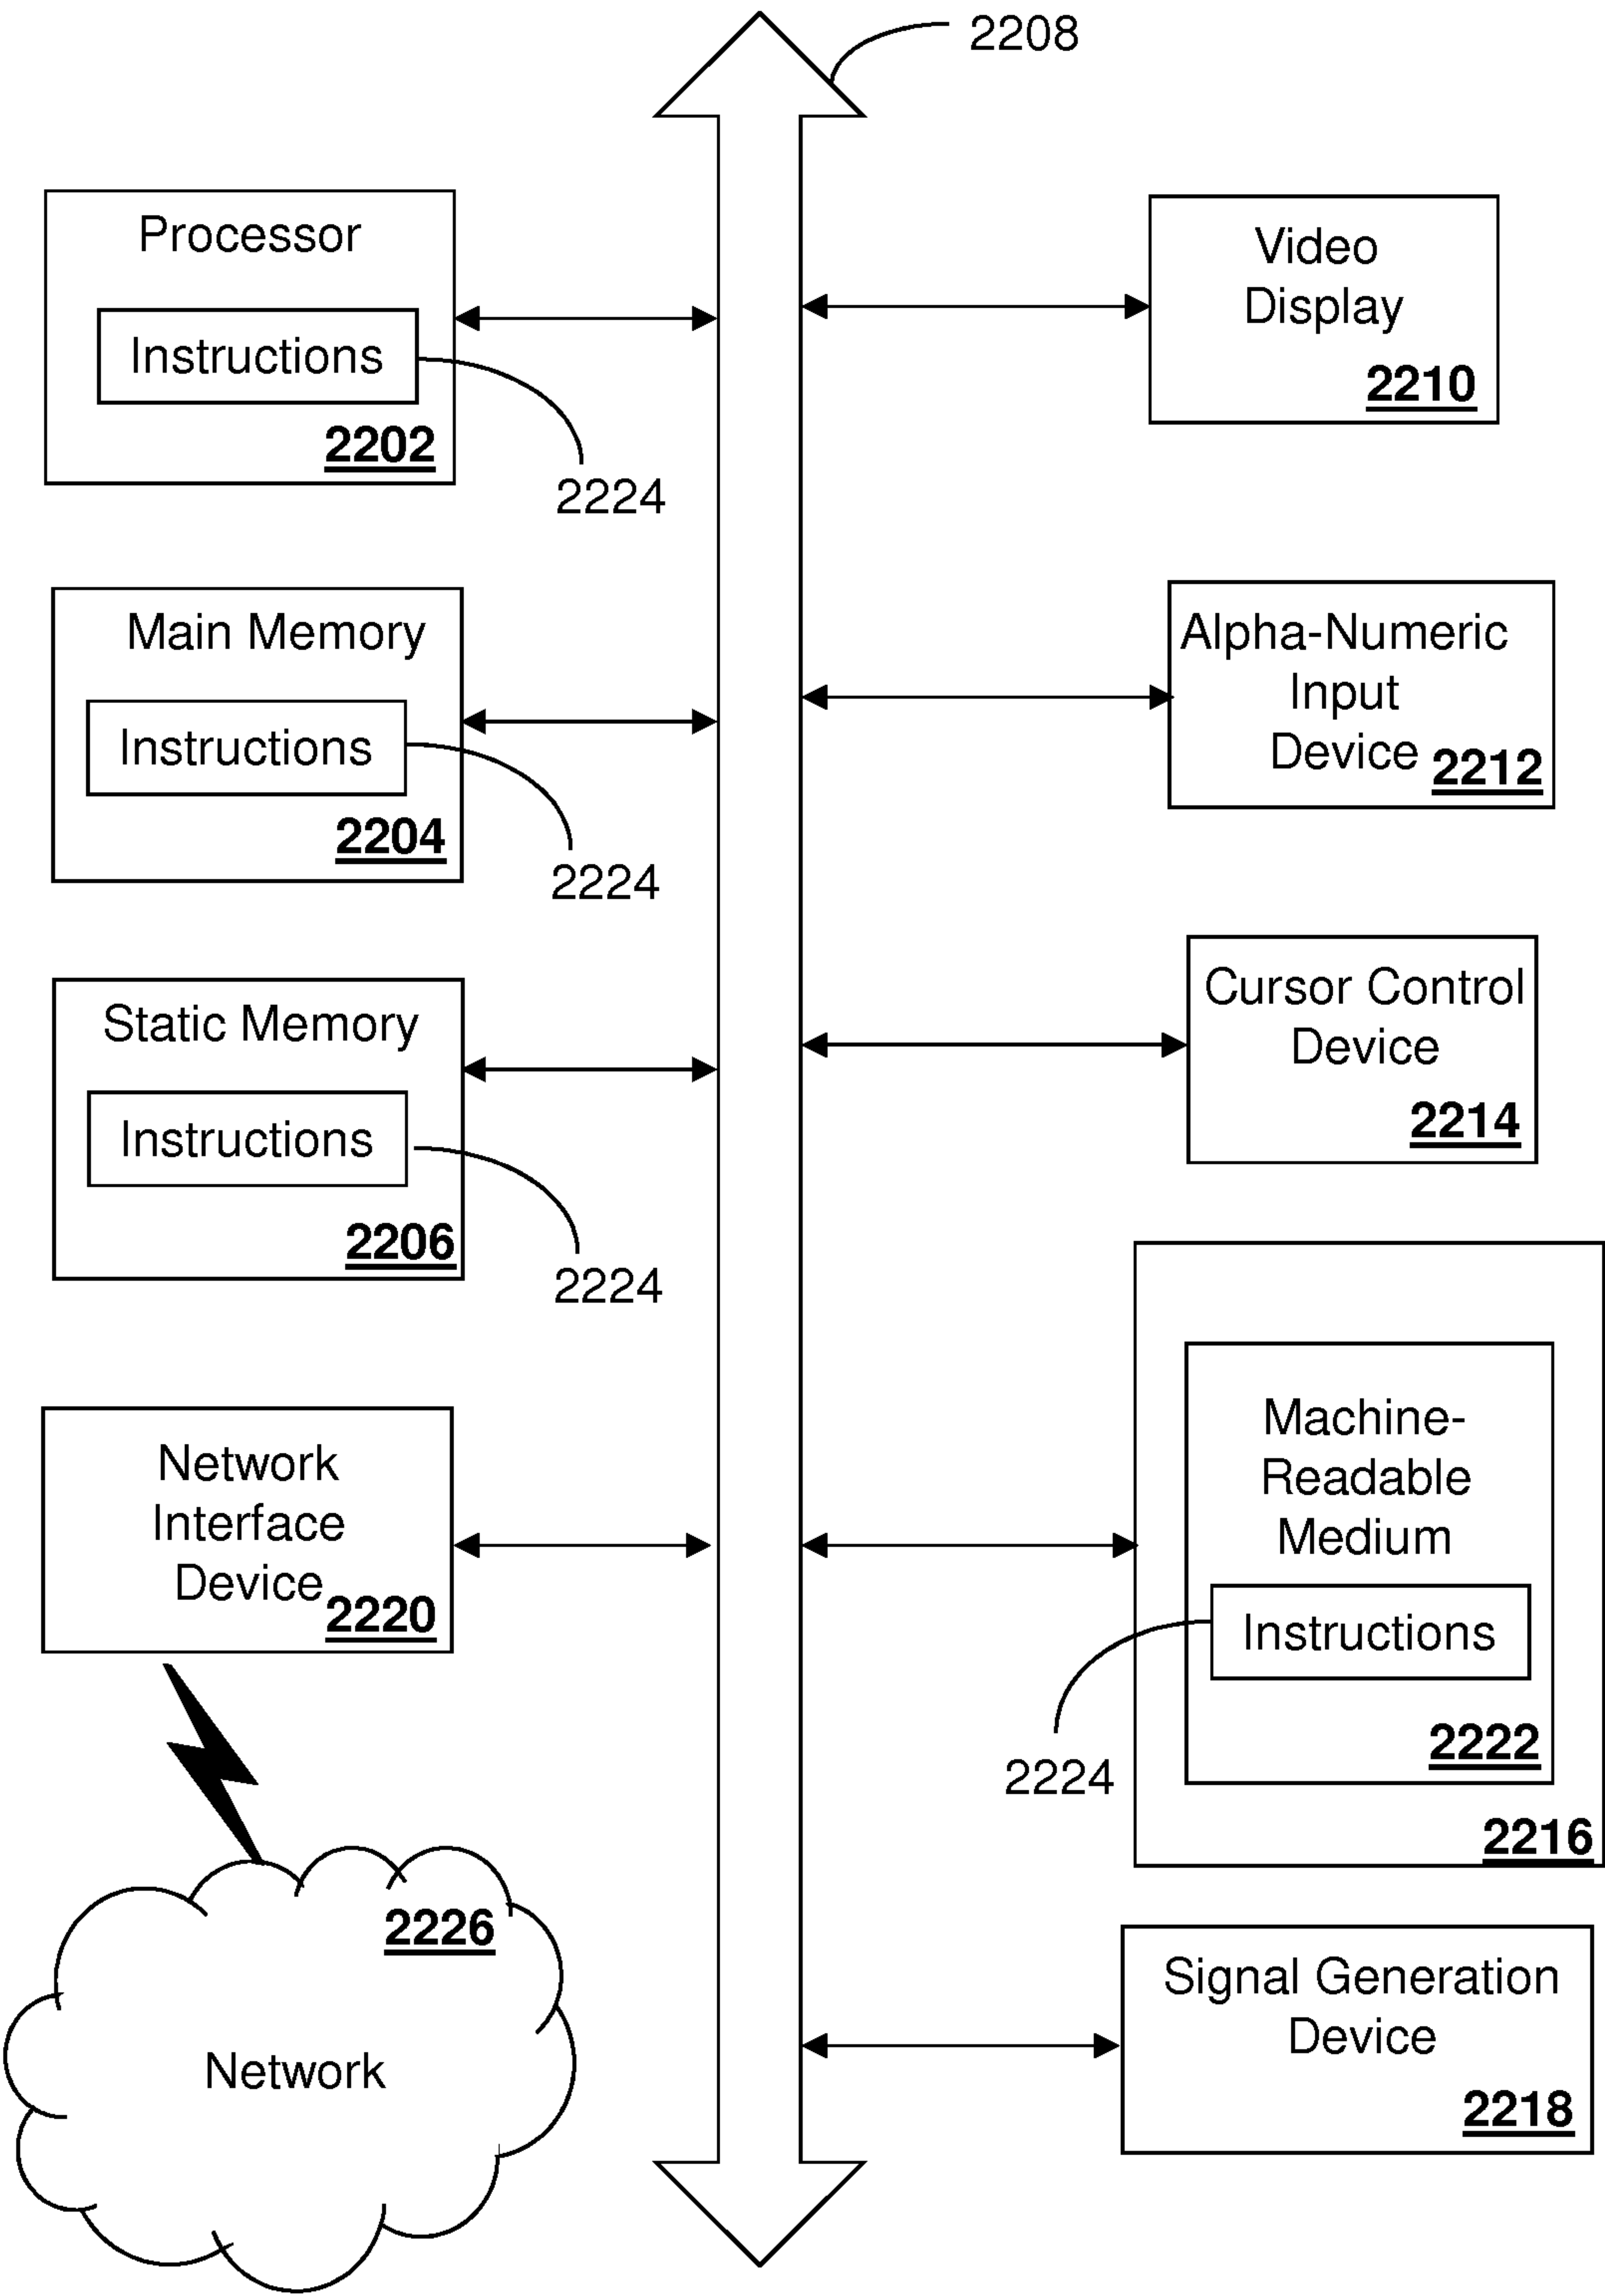 2208
Processor
Instructions
2202
2224
Main Memory
Instructions
2204
2224
Static Memory
Instructions
2206
2224
Network
Interface
Device
2220
2226
Network
Video
Display
2210
Alpha-Numeric
Input
Device
2212
Cursor Control
Device
2214
Machine-
Readable
Medium
Instructions
2222
2224
2216
Signal Generation
Device
2218